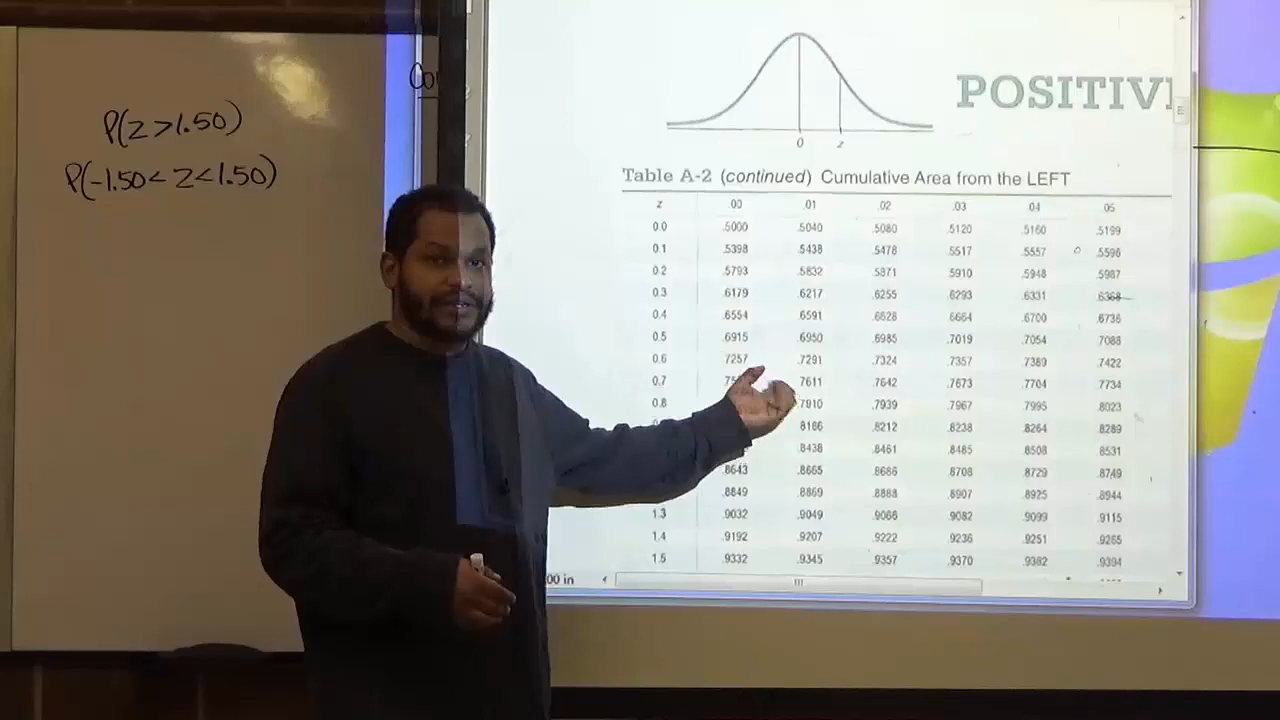 P(z>1.50)
P(-1.50<z<1.50)
POSITIV
0 z
Table A-2 (continued) Cumulative Area from the LEFT
z .00 .01 .02 .03 .04 .05
0.0 .5000 .5040 .5080 .5120 .5160 .5199
0.1 .5398 .5438 .5478 .5517 .5557 .5596
0.2 .5793 .5832 .5871 .5910 .5948 .5987
0.3 .6179 .6217 .6255 .6293 .6331 .6368
0.4 .6554 .6591 .6628 .6664 .6700 .6736
0.5 .6915 .6950 .6985 .7019 .7054 .7088
0.6 .7257 .7291 .7324 .7357 .7389 .7422
0.7 .7611 .7642 .7673 .7704 .7734
0.8 .7910 .7939 .7967 .7995 .8023
.8186 .8212 .8238 .8264 .8289
.8438 .8461 .8485 .8508 .8531
.8643 .8665 .8686 .8708 .8729 .8749
.8849 .8869 .8888 .8907 .8925 .8944
1.3 .9032 .9049 .9066 .9082 .9099 .9115
1.4 .9192 .9207 .9222 .9236 .9251 .9265
1.5 .9332 .9345 .9357 .9370 .9382 .9394
00 in